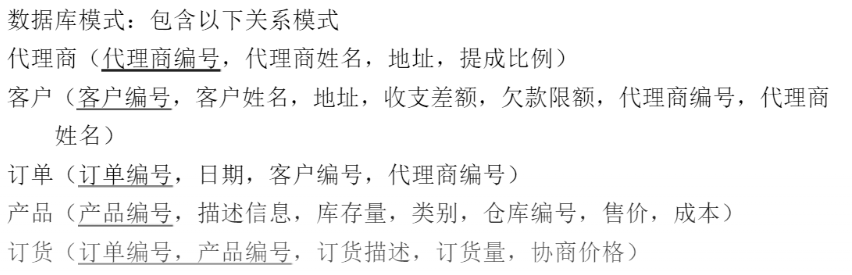 数据库模式：包含以下关系模式
代理商（代理商编号，代理商姓名，地址，提成比例）
客户（客户编号，客户姓名，地址，收支差额，欠款限额，代理商编号，代理商
姓名）
订单（订单编号，日期，客户编号，代理商编号）
产品（产品编号，描述信息，库存量，类别，仓库编号，售价，成本）
订货（订单编号，产品编号，订货描述，订货量，协商价格）